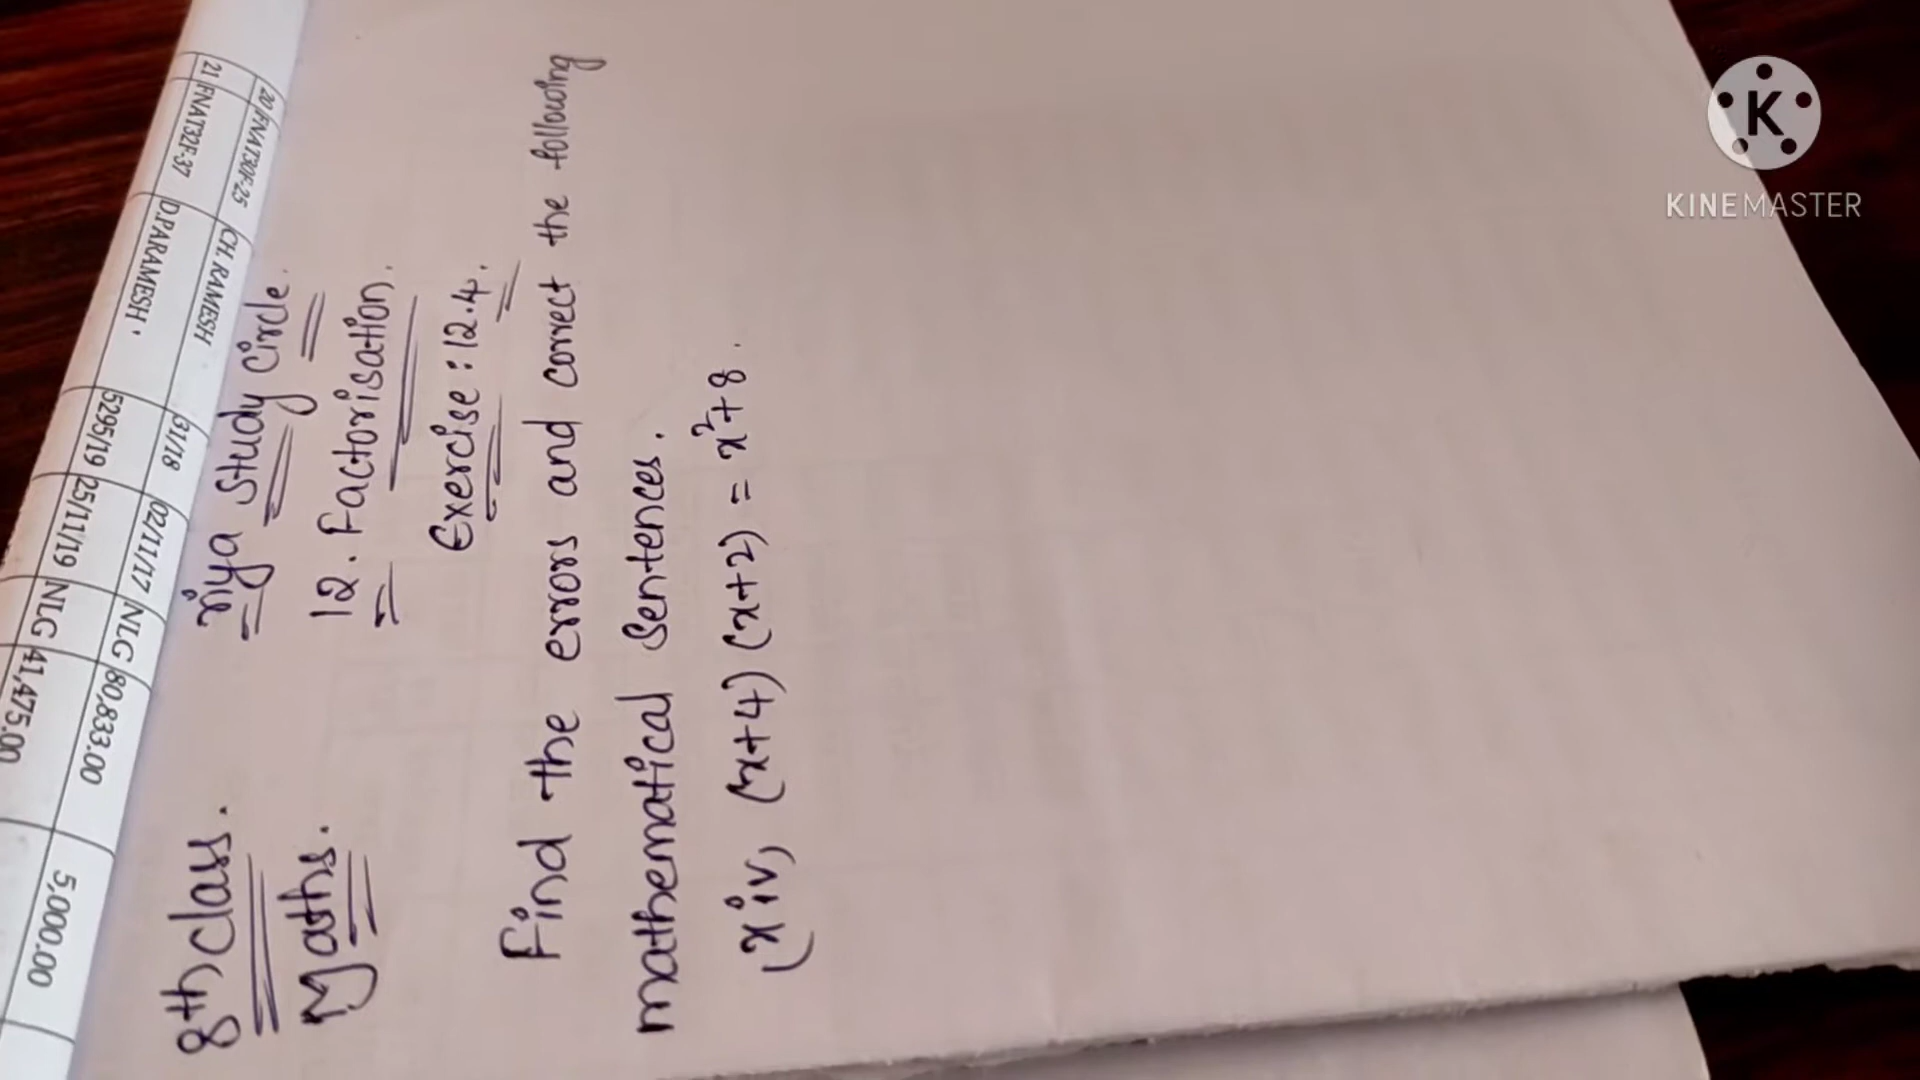 8th class.
riya study circle.
Maths.
12. Factorisation.
Exercise: 12.4.
Find the errors and correct the following
mathematical sentences.
(xiv) (x+4) (x+2) = x²+8.
20 FNAT30F-25 CH. RAMESH 31/18 02/11/17 NLG 80,833.00 5,000.00
21 FNAT32F-37 D.PARAMESH 5295/19 25/11/19 NLG 41,475.00
K
KINEMASTER